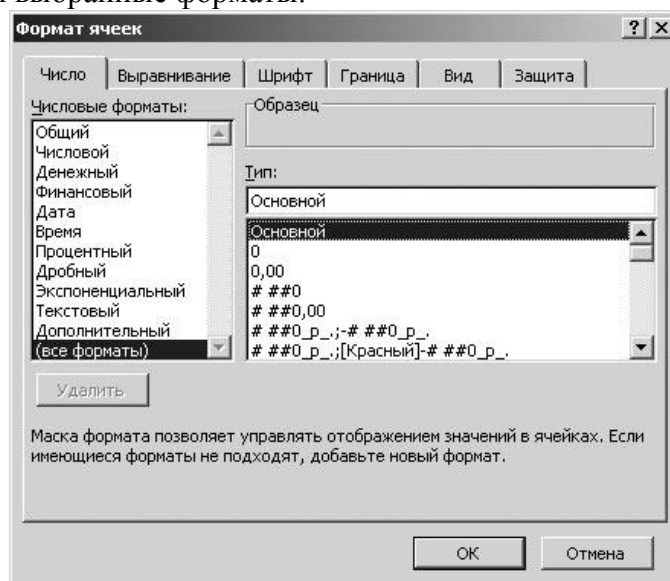 выбранные форматы.
Формат ячеек
Число Выравнивание Шрифт Граница Вид Защита
Числовые форматы:
Общий
Числовой
Денежный
Финансовый
Дата
Время
Процентный
Дробный
Экспоненциальный
Текстовый
Дополнительный
(все форматы)
Образец
Тип:
Основной
Основной
0
0,00
# ##0
# ##0,00
# ##0_р_.;-# ##0_р_.
# ##0_р_.;[Красный]-# ##0_р_.
Удалить
Маска формата позволяет управлять отображением значений в ячейках. Если
имеющиеся форматы не подходят, добавьте новый формат.
ОК Отмена